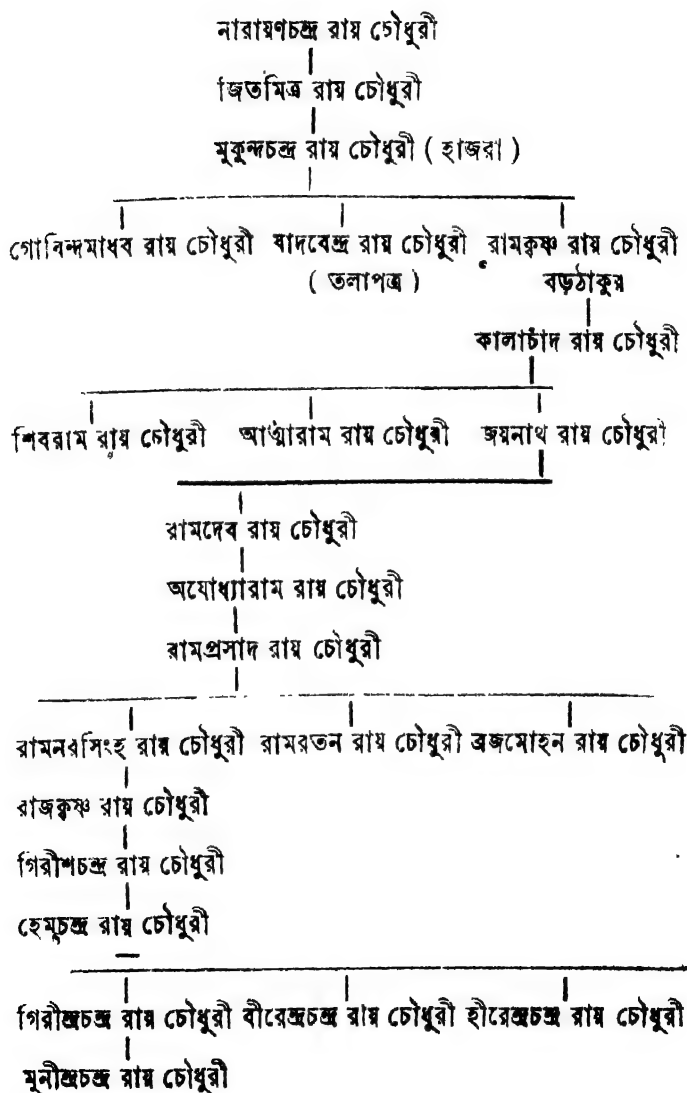 নারায়ণচন্দ্র রায় চৌধুরী
জিতমিত্র রায় চৌধুরী
মুকুন্দচন্দ্র রায় চৌধুরী ( হাজরা )
গোবিন্দমাধব রায় চৌধুরী যাদবেন্দ্র রায় চৌধুরী রামকৃষ্ণ রায় চৌধুরী
( তলাপত্র ) বড়ঠাকুর
কালাচাঁদ রায় চৌধুরী
শিবরাম রায় চৌধুরী আত্মারাম রায় চৌধুরী জয়নাথ রায় চৌধুরী
রামদেব রায় চৌধুরী
অযোধ্যারাম রায় চৌধুরী
রামপ্রসাদ রায় চৌধুরী
রামনরসিংহ রায় চৌধুরী রামরতন রায় চৌধুরী ব্রজমোহন রায় চৌধুরী
রাজকৃষ্ণ রায় চৌধুরী
গিরীশচন্দ্র রায় চৌধুরী
হেমচন্দ্র রায় চৌধুরী
গিরীন্দ্রচন্দ্র রায় চৌধুরী বীরেন্দ্রচন্দ্র রায় চৌধুরী হীরেন্দ্রচন্দ্র রায় চৌধুরী
মুনীন্দ্রচন্দ্র রায় চৌধুরী